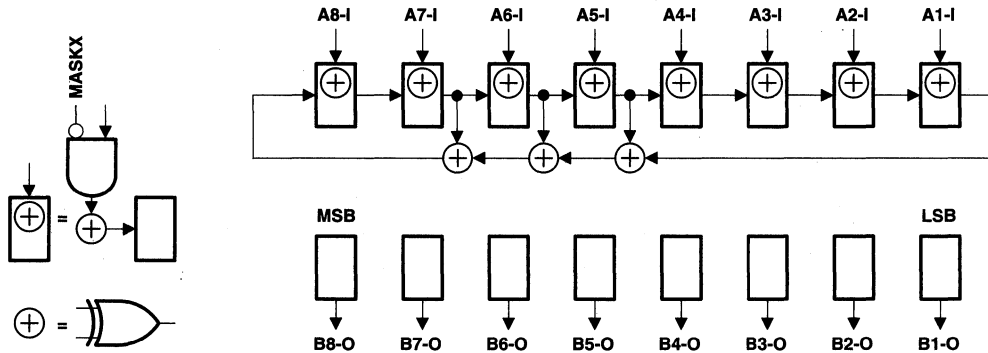 A8-I A7-I A6-I A5-I A4-I A3-I A2-I A1-I
MASKX
=
MSB LSB
=
B8-O B7-O B6-O B5-O B4-O B3-O B2-O B1-O